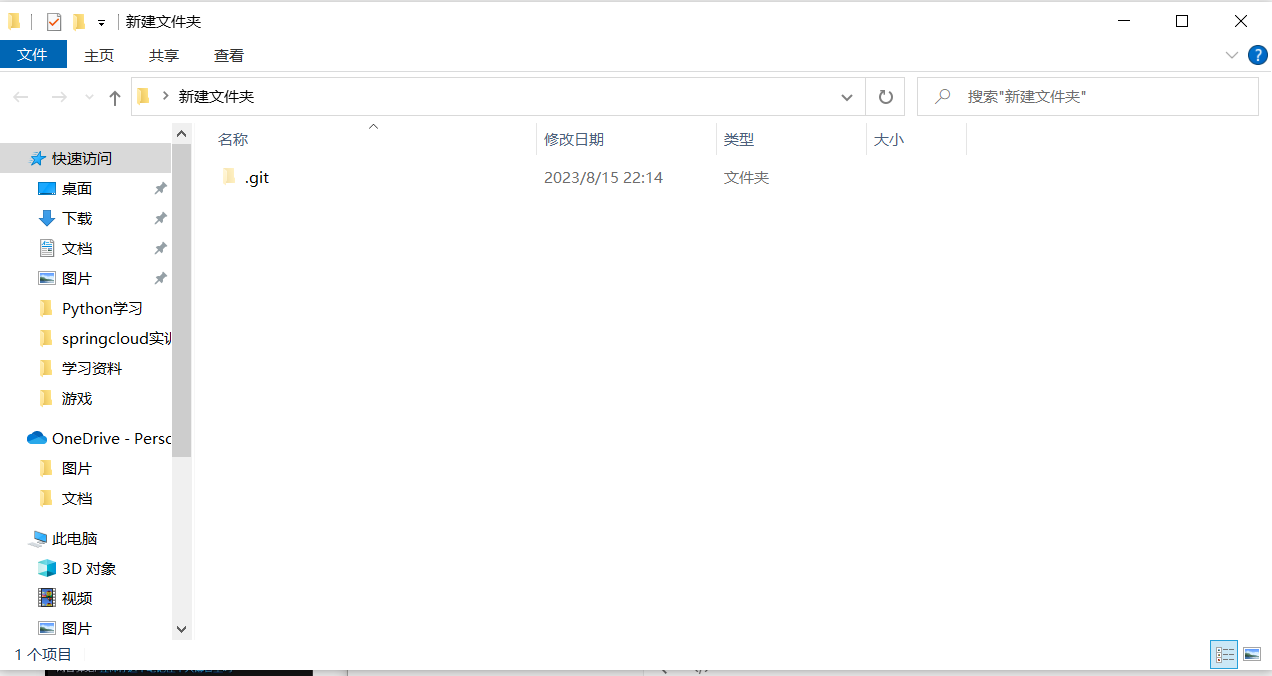 新建文件夹
文件 主页 共享 查看
新建文件夹
搜索"新建文件夹"
名称 修改日期 类型 大小
.git 2023/8/15 22:14 文件夹
快速访问
桌面
下载
文档
图片
Python学习
springcloud实训
学习资料
游戏
OneDrive - Perso
图片
文档
此电脑
3D 对象
视频
图片
1 个项目